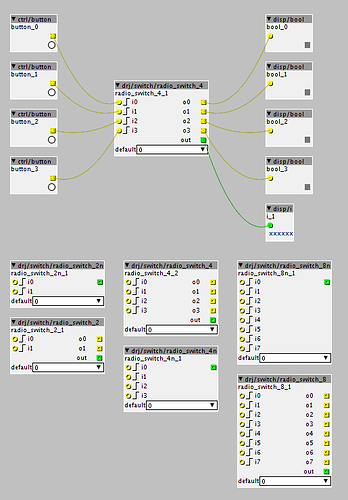 ctrl/button
button_0
ctrl/button
button_1
ctrl/button
button_2
ctrl/button
button_3
drj/switch/radio_switch_4
radio_switch_4_1
i0 o0
i1 o1
i2 o2
i3 o3
out
default 0
disp/bool
bool_0
disp/bool
bool_1
disp/bool
bool_2
disp/bool
bool_3
disp/i
i_1
xxxxxx
drj/switch/radio_switch_2n
radio_switch_2n_1
i0
i1
default 0
drj/switch/radio_switch_2
radio_switch_2_1
i0 o0
i1 o1
out
default 0
drj/switch/radio_switch_4
radio_switch_4_2
i0 o0
i1 o1
i2 o2
i3 o3
out
default 0
drj/switch/radio_switch_4n
radio_switch_4n_1
i0
i1
i2
i3
default 0
drj/switch/radio_switch_8n
radio_switch_8n_1
i0
i1
i2
i3
i4
i5
i6
i7
default 0
drj/switch/radio_switch_8
radio_switch_8_1
i0 o0
i1 o1
i2 o2
i3 o3
i4 o4
i5 o5
i6 o6
i7 o7
out
default 0